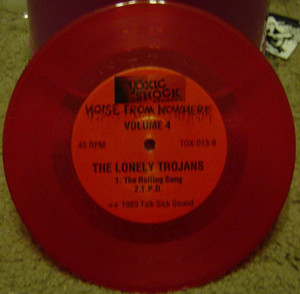 TOXIC
SHOCK
NOISE FROM NOWHERE
VOLUME 4
45 RPM TOX-013-B
THE LONELY TROJANS
1. The Rolling Song
2. T.P.O.
1989 Talk Sick Sound